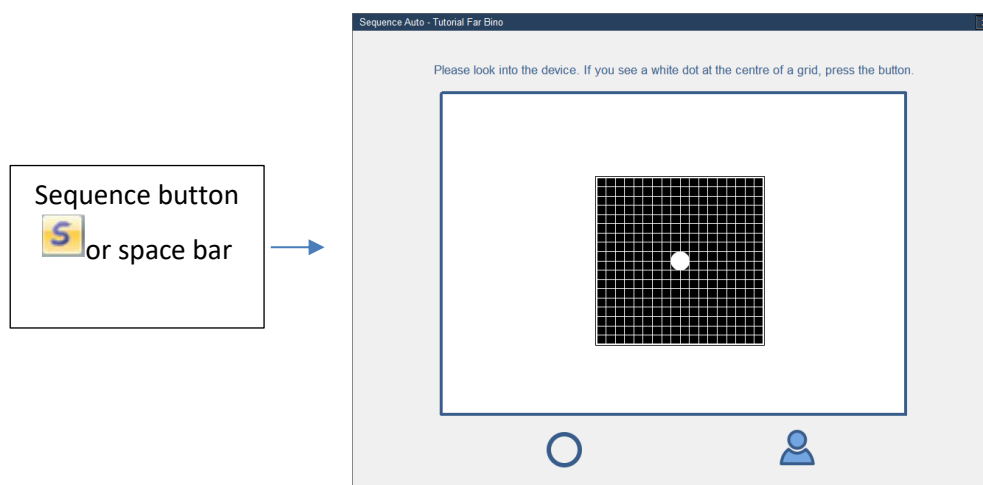 Sequence Auto - Tutorial Far Bino
Please look into the device. If you see a white dot at the centre of a grid, press the button.
Sequence button
S or space bar